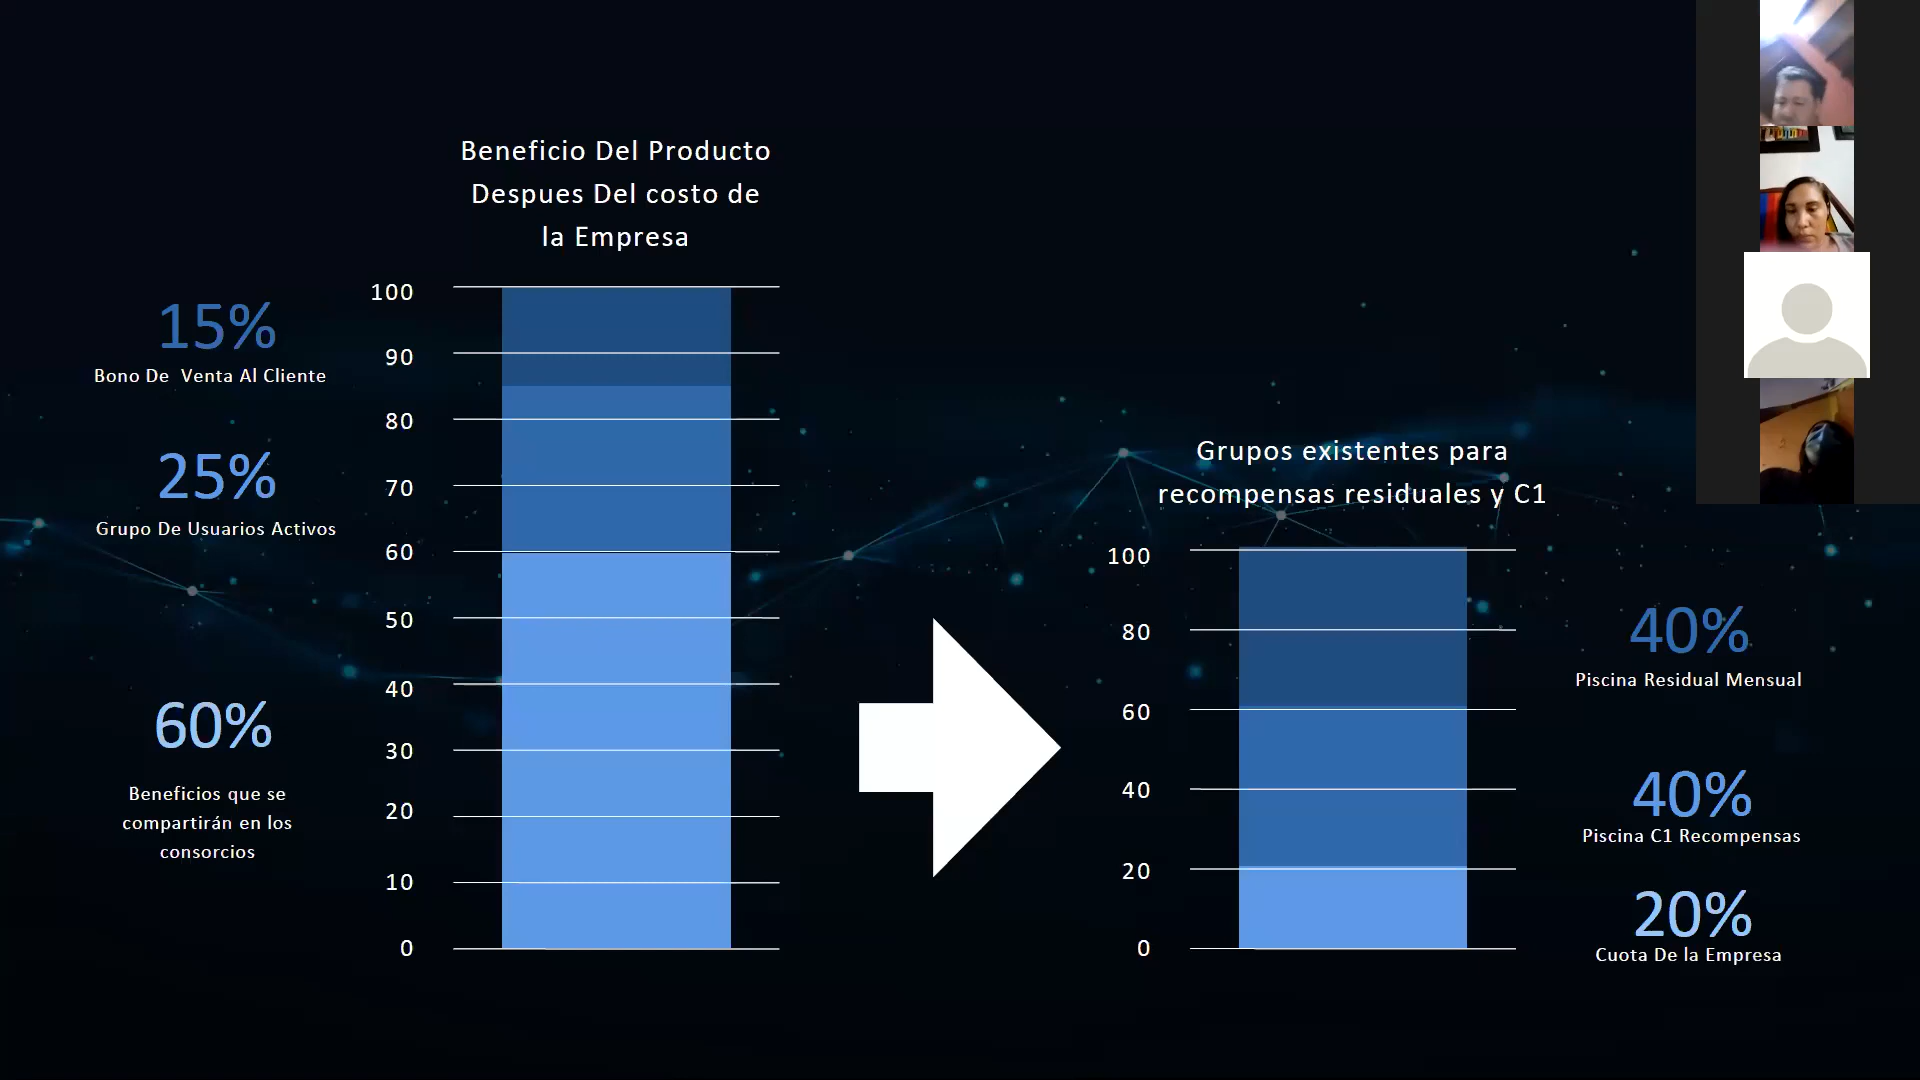 Beneficio Del Producto
Despues Del costo de
la Empresa
15%
Bono De Venta Al Cliente
25%
Grupo De Usuarios Activos
60%
Beneficios que se
compartirán en los
consorcios
100
90
80
70
60
50
40
30
20
10
0
Grupos existentes para
recompensas residuales y C1
100
80
60
40
20
0
40%
Piscina Residual Mensual
40%
Piscina C1 Recompensas
20%
Cuota De la Empresa